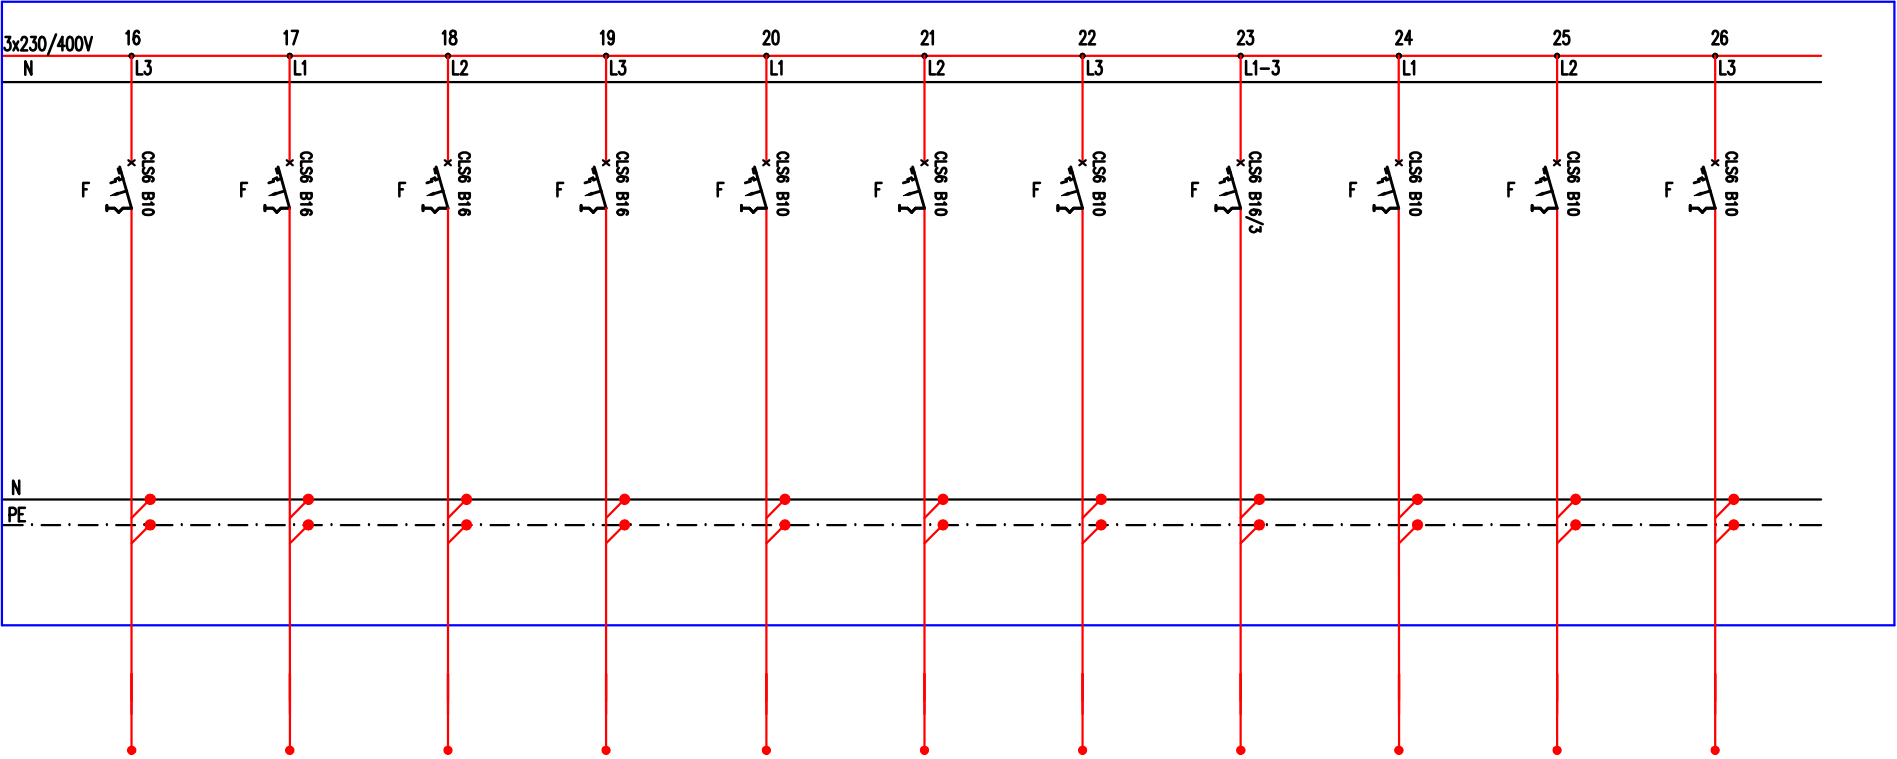 16 17 18 19 20 21 22 23 24 25 26
3x230/400V
N L3 L1 L2 L3 L1 L2 L3 L1-3 L1 L2 L3
F CLS6 B10
F CLS6 B16
F CLS6 B16
F CLS6 B16
F CLS6 B10
F CLS6 B10
F CLS6 B10
F CLS6 B16/3
F CLS6 B10
F CLS6 B10
F CLS6 B10
N
PE